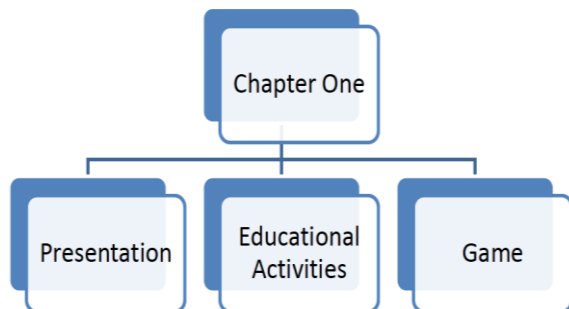 Chapter One
Presentation
Educational
Activities
Game